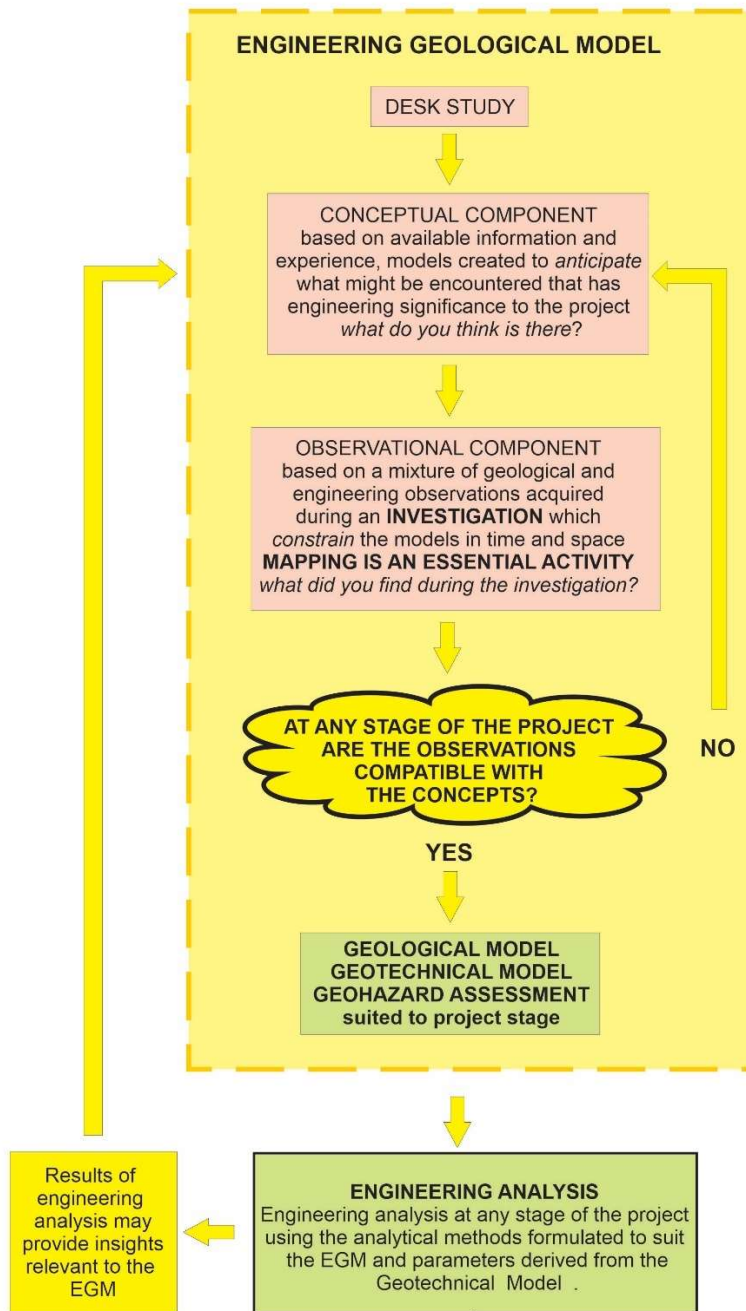 ENGINEERING GEOLOGICAL MODEL
DESK STUDY
CONCEPTUAL COMPONENT
based on available information and
experience, models created to anticipate
what might be encountered that has
engineering significance to the project
what do you think is there?
OBSERVATIONAL COMPONENT
based on a mixture of geological and
engineering observations acquired
during an INVESTIGATION which
constrain the models in time and space
MAPPING IS AN ESSENTIAL ACTIVITY
what did you find during the investigation?
AT ANY STAGE OF THE PROJECT
ARE THE OBSERVATIONS
COMPATIBLE WITH
THE CONCEPTS?
NO
YES
GEOLOGICAL MODEL
GEOTECHNICAL MODEL
GEOHAZARD ASSESSMENT
suited to project stage
Results of
engineering
analysis may
provide insights
relevant to the
EGM
ENGINEERING ANALYSIS
Engineering analysis at any stage of the project
using the analytical methods formulated to suit
the EGM and parameters derived from the
Geotechnical Model .